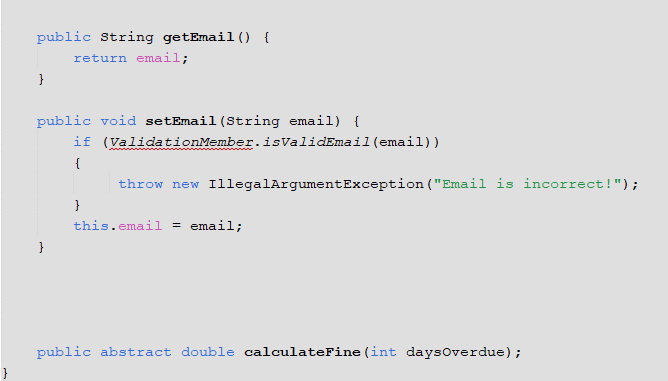 public String getEmail() {
return email;
}
public void setEmail(String email) {
if (ValidationMember.isValidEmail(email))
{
throw new IllegalArgumentException("Email is incorrect!");
}
this.email = email;
}
public abstract double calculateFine(int daysOverdue);
}